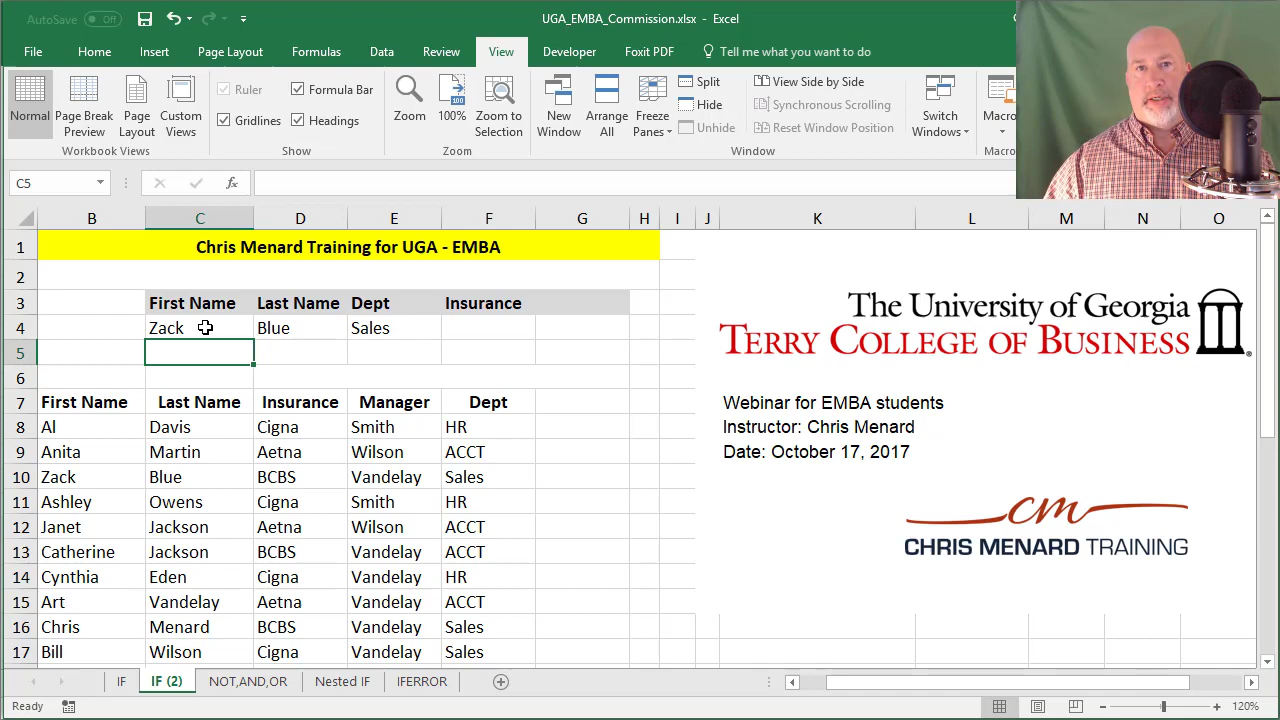 AutoSave Off UGA_EMBA_Commission.xlsx - Excel
File Home Insert Page Layout Formulas Data Review View Developer Foxit PDF Tell me what you want to do
Normal Page Break Preview Page Layout Custom Views
Ruler Formula Bar
Gridlines Headings
Zoom 100% Zoom to Selection
New Window Arrange All Freeze Panes
Split View Side by Side
Hide Synchronous Scrolling
Unhide Reset Window Position
Switch Windows
Macro
Workbook Views Show Zoom Window Macro
C5 fx
B C D E F G H I J K L M N O
1 Chris Menard Training for UGA - EMBA
2
3 First Name Last Name Dept Insurance
4 Zack Blue Sales
5
6
7 First Name Last Name Insurance Manager Dept
8 Al Davis Cigna Smith HR
9 Anita Martin Aetna Wilson ACCT
10 Zack Blue BCBS Vandelay Sales
11 Ashley Owens Cigna Smith HR
12 Janet Jackson Aetna Wilson ACCT
13 Catherine Jackson BCBS Vandelay ACCT
14 Cynthia Eden Cigna Vandelay HR
15 Art Vandelay Aetna Vandelay ACCT
16 Chris Menard BCBS Vandelay Sales
17 Bill Wilson Cigna Vandelay Sales
The University of Georgia
TERRY COLLEGE OF BUSINESS
Webinar for EMBA students
Instructor: Chris Menard
Date: October 17, 2017
cm
CHRIS MENARD TRAINING
IF IF (2) NOT,AND,OR Nested IF IFERROR
Ready 120%